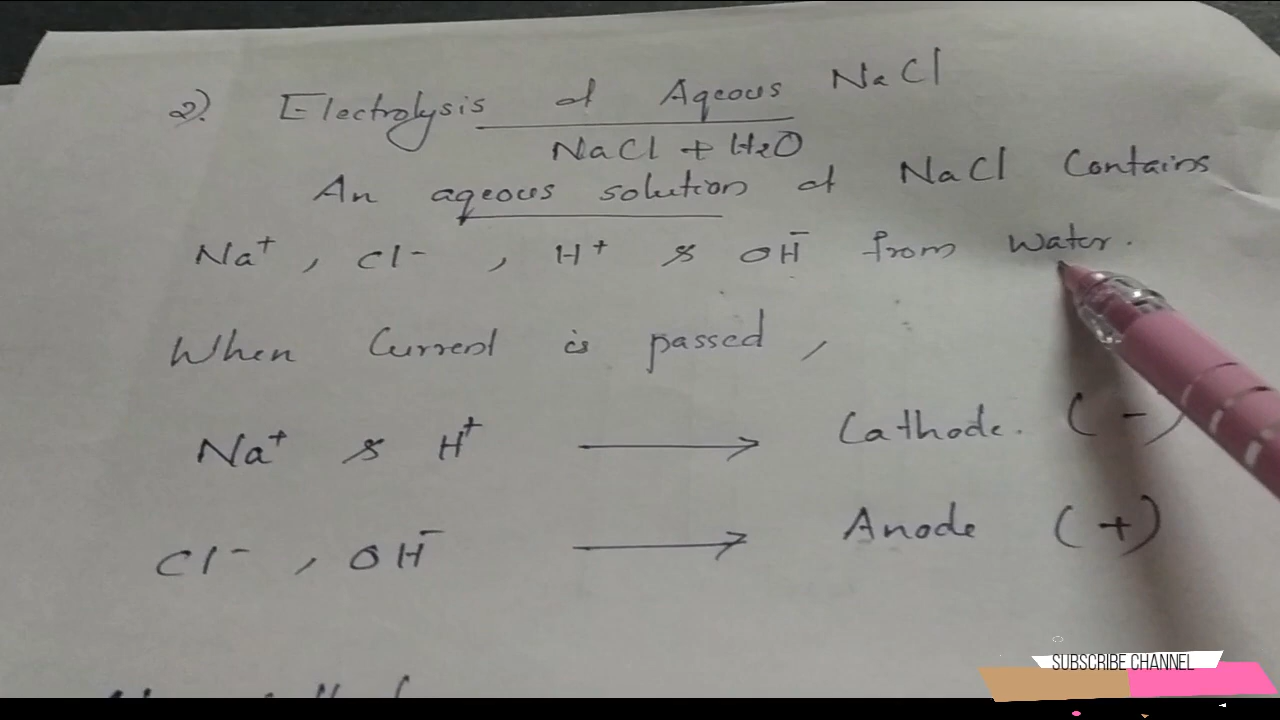 2). Electrolysis of Aqeous NaCl
NaCl + H2O
An aqeous solution of NaCl Contains
Na+, Cl-, H+ & OH- from Water.
When Current is passed,
Na+ & H+ → Cathode. (-)
Cl-, OH- → Anode (+)
SUBSCRIBE CHANNEL